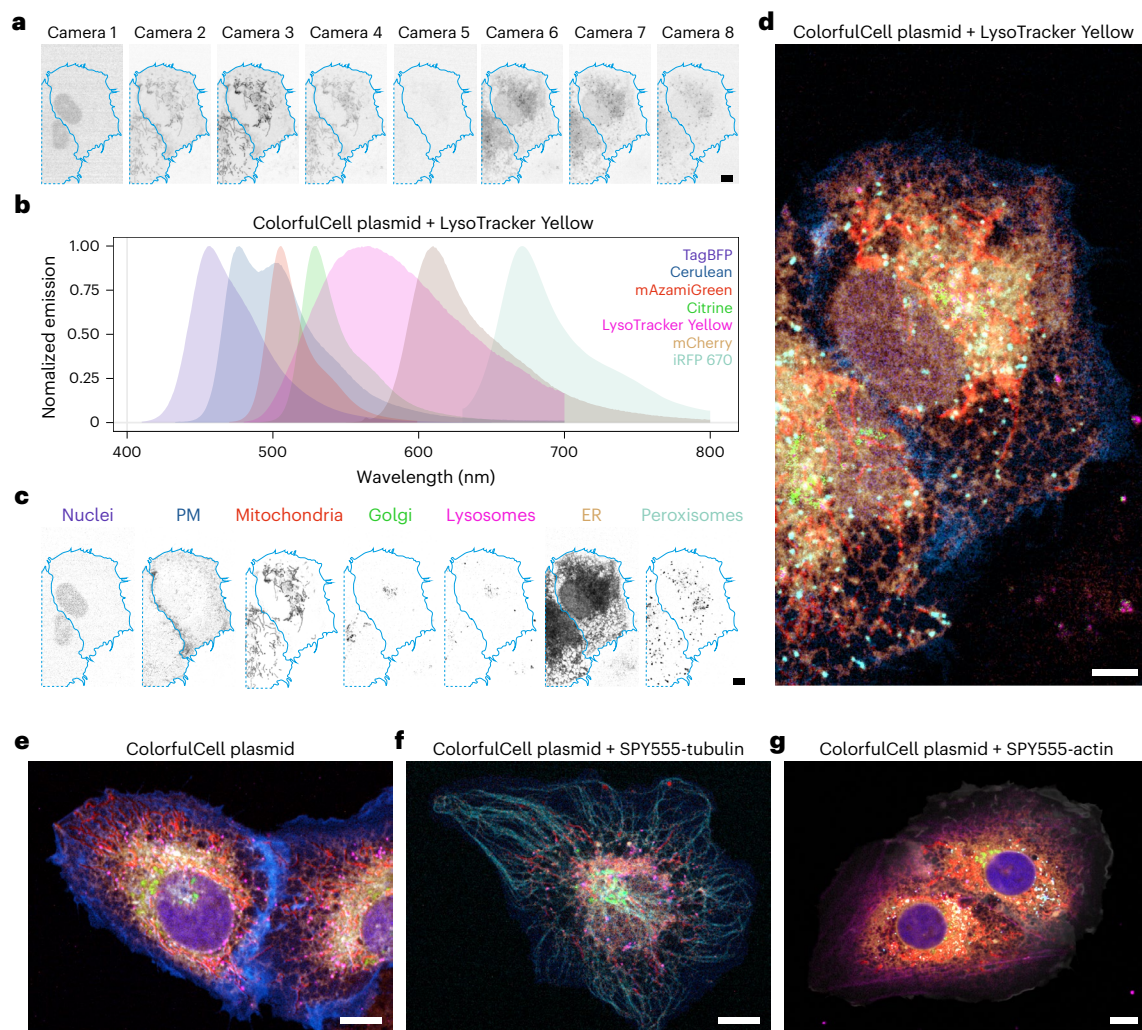 a
Camera 1 Camera 2 Camera 3 Camera 4 Camera 5 Camera 6 Camera 7 Camera 8
b
ColorfulCell plasmid + LysoTracker Yellow
1.00
0.75
0.50
0.25
0
Nomalized emission
TagBFP
Cerulean
mAzamiGreen
Citrine
LysoTracker Yellow
mCherry
iRFP 670
400 500 600 700 800
Wavelength (nm)
c
Nuclei PM Mitochondria Golgi Lysosomes ER Peroxisomes
d
ColorfulCell plasmid + LysoTracker Yellow
e
ColorfulCell plasmid
f
ColorfulCell plasmid + SPY555-tubulin
g
ColorfulCell plasmid + SPY555-actin